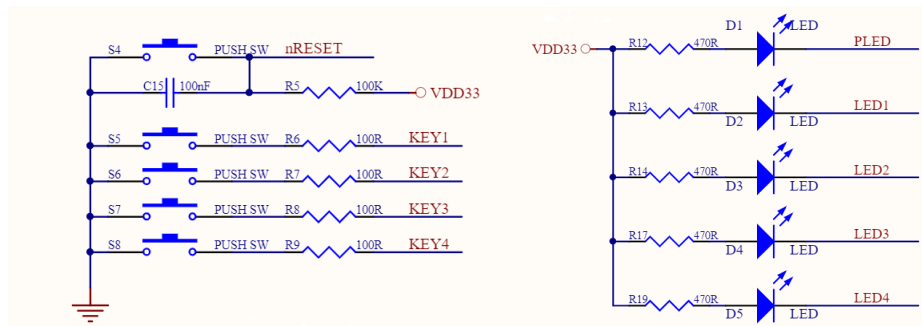 S4 PUSH SW nRESET
C15 100nF R5 100K VDD33
S5 PUSH SW R6 100R KEY1
S6 PUSH SW R7 100R KEY2
S7 PUSH SW R8 100R KEY3
S8 PUSH SW R9 100R KEY4
D1 LED
VDD33 R12 470R PLED
R13 470R LED1
D2 LED
R14 470R LED2
D3 LED
R17 470R LED3
D4 LED
R19 470R LED4
D5 LED